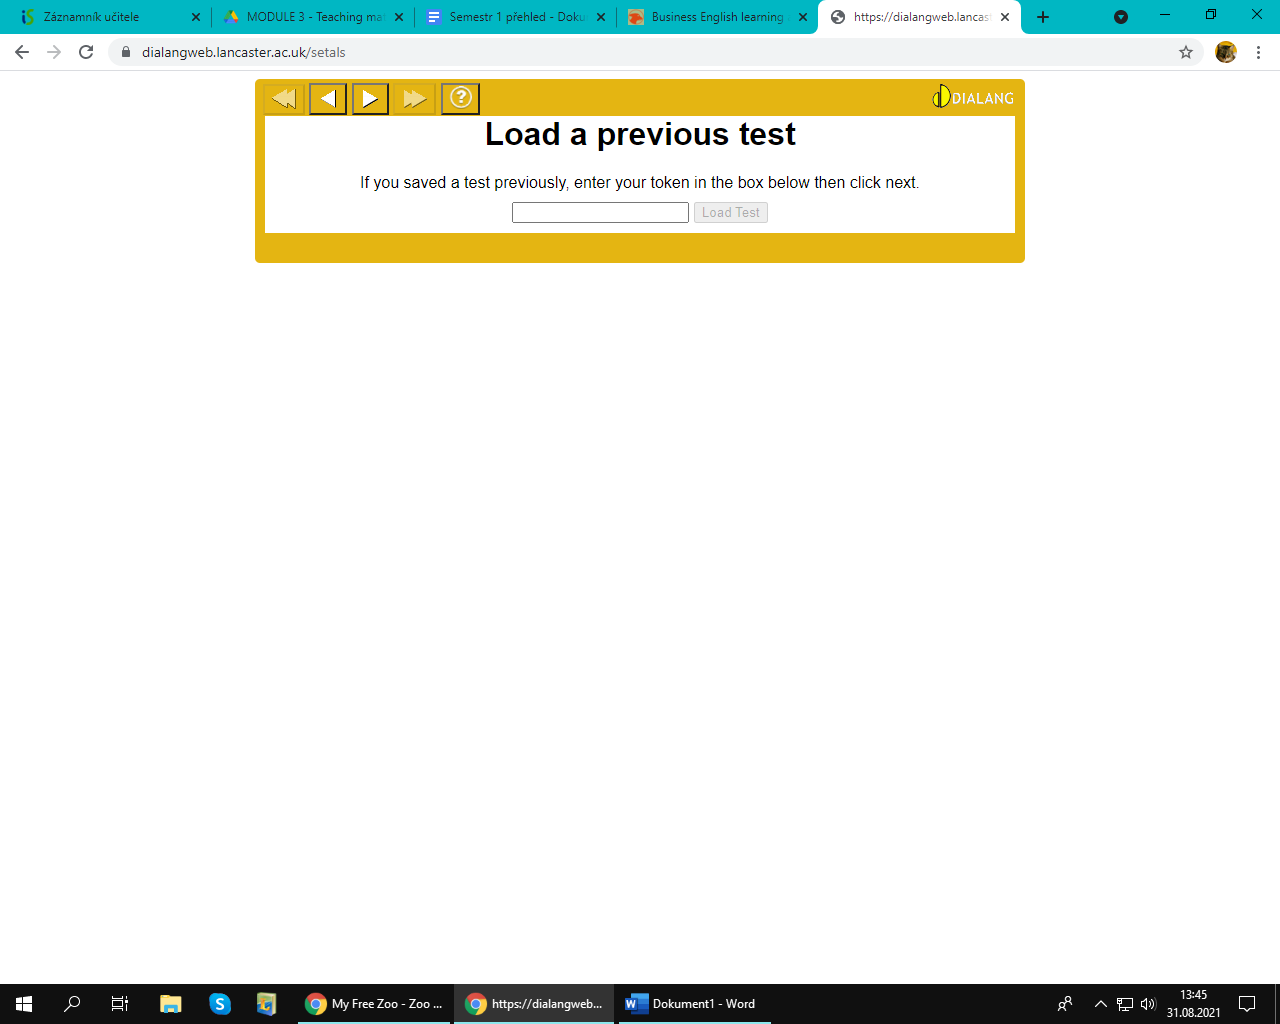 Záznamník učitele
MODULE 3 - Teaching mat
Semestr 1 přehled - Doku
Business English learning
https://dialangweb.lancast
dialangweb.lancaster.ac.uk/setals
DIALANG
Load a previous test
If you saved a test previously, enter your token in the box below then click next.
Load Test
My Free Zoo - Zoo ...
https://dialangweb...
Dokument1 - Word
13:45
31.08.2021